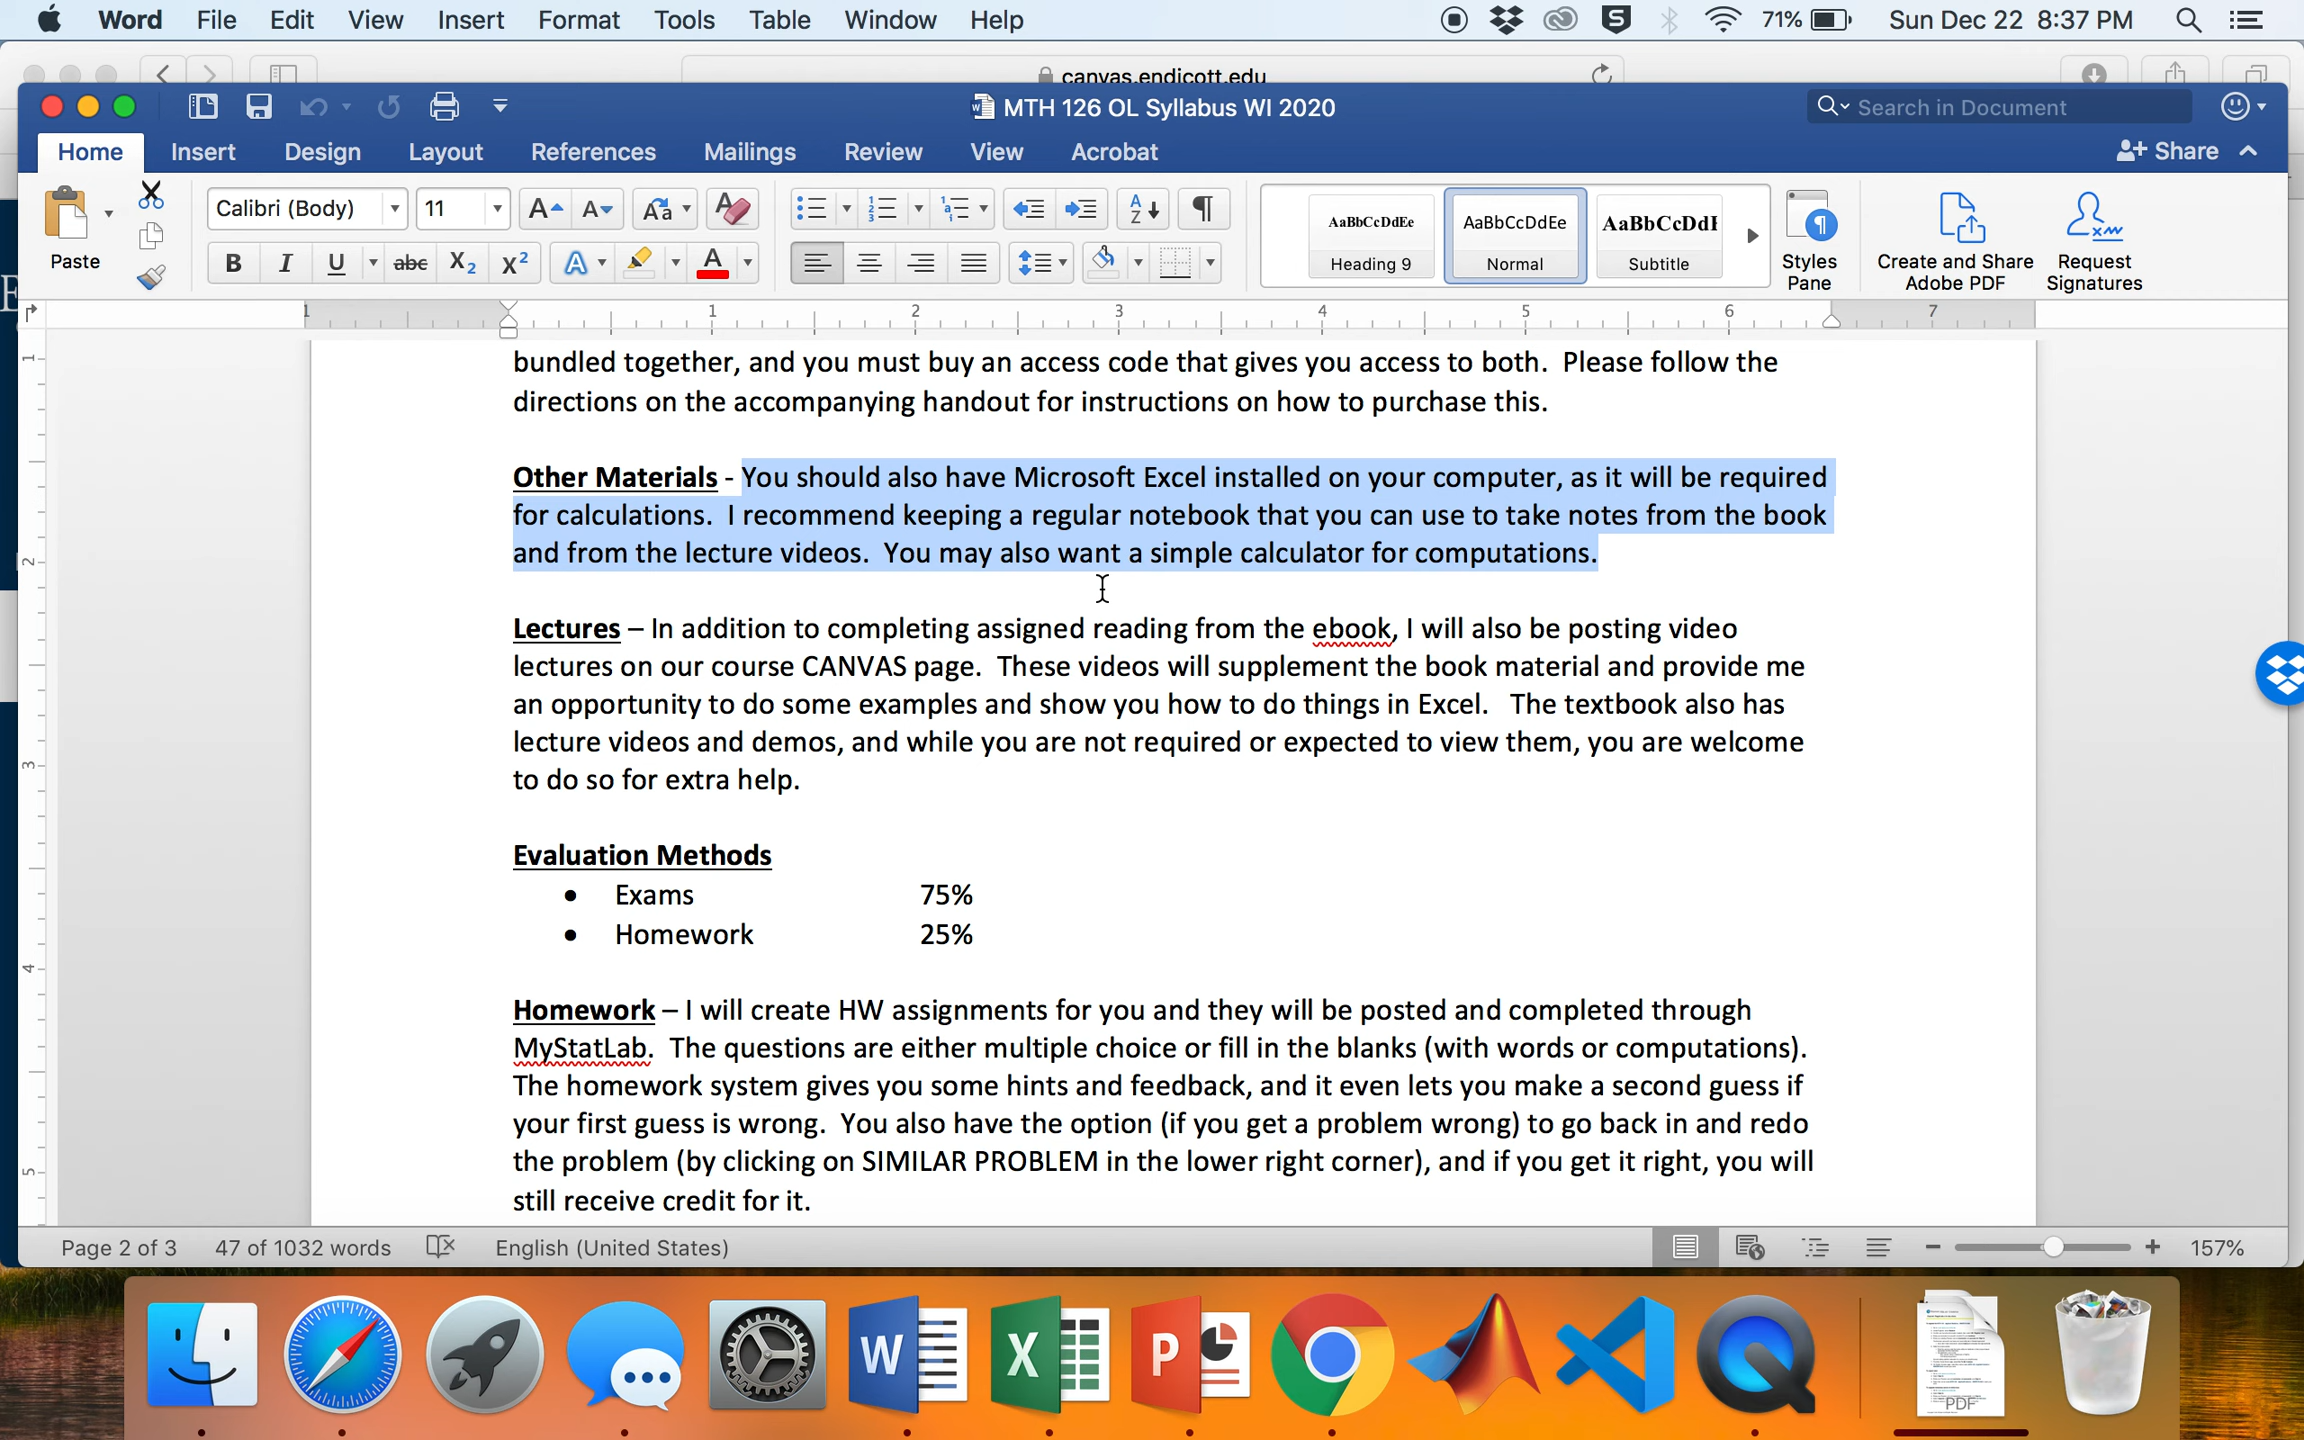 Word File Edit View Insert Format Tools Table Window Help 71% Sun Dec 22 8:37 PM
canvas.endicott.edu
MTH 126 OL Syllabus WI 2020 Search in Document
Home Insert Design Layout References Mailings Review View Acrobat Share
Paste Calibri (Body) 11 AaBbCcDdEe AaBbCcDdEe AaBbCcDdI
Heading 9 Normal Subtitle
Styles Pane
Create and Share Adobe PDF
Request Signatures
1 1 2 3 4 5 6 7
bundled together, and you must buy an access code that gives you access to both. Please follow the
directions on the accompanying handout for instructions on how to purchase this.
Other Materials - You should also have Microsoft Excel installed on your computer, as it will be required
for calculations. I recommend keeping a regular notebook that you can use to take notes from the book
and from the lecture videos. You may also want a simple calculator for computations.
Lectures – In addition to completing assigned reading from the ebook, I will also be posting video
lectures on our course CANVAS page. These videos will supplement the book material and provide me
an opportunity to do some examples and show you how to do things in Excel. The textbook also has
lecture videos and demos, and while you are not required or expected to view them, you are welcome
to do so for extra help.
Evaluation Methods
• Exams 75%
• Homework 25%
Homework – I will create HW assignments for you and they will be posted and completed through
MyStatLab. The questions are either multiple choice or fill in the blanks (with words or computations).
The homework system gives you some hints and feedback, and it even lets you make a second guess if
your first guess is wrong. You also have the option (if you get a problem wrong) to go back in and redo
the problem (by clicking on SIMILAR PROBLEM in the lower right corner), and if you get it right, you will
still receive credit for it.
Page 2 of 3 47 of 1032 words English (United States) 157%
PDF